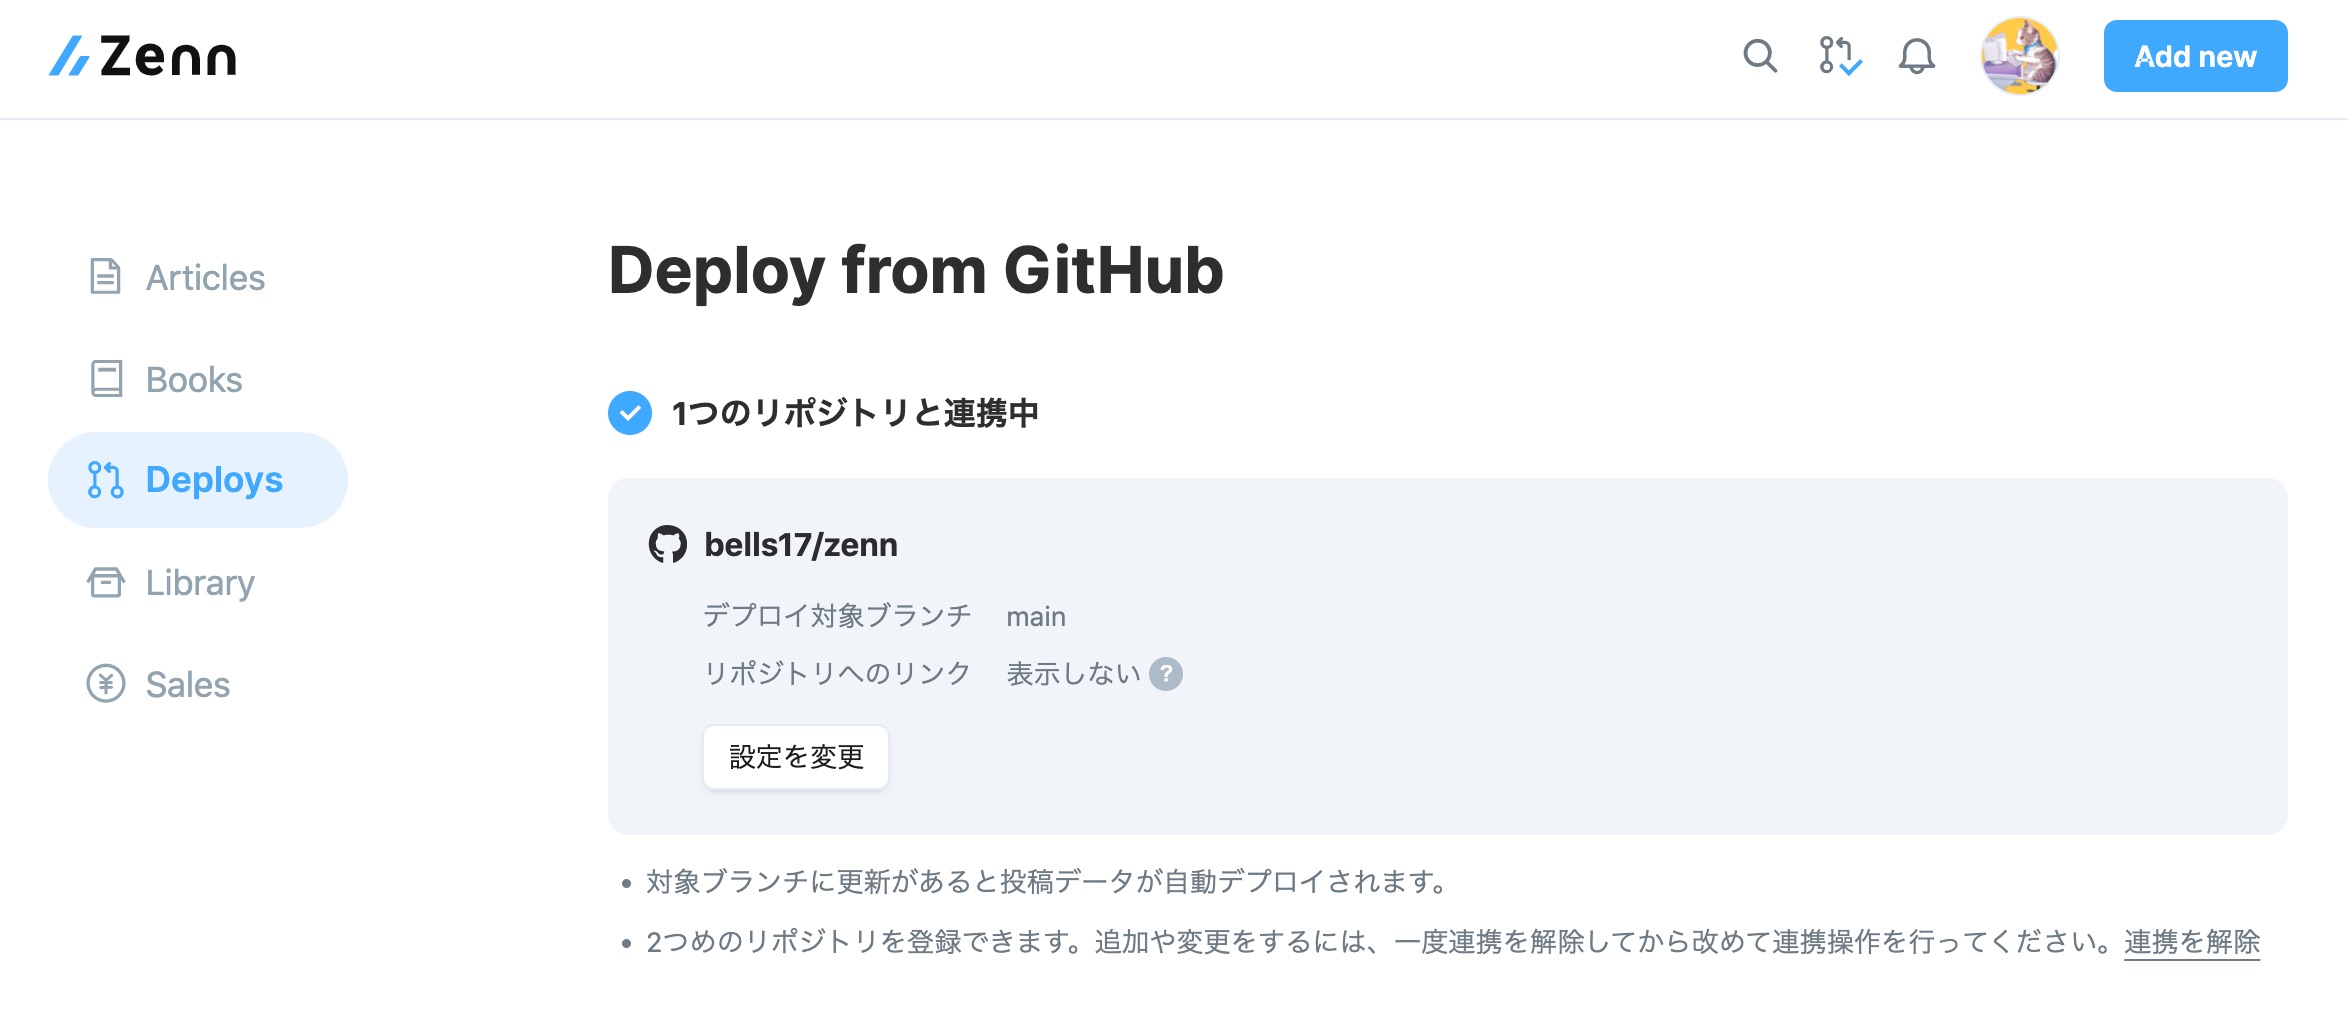 Zenn
Add new
Articles
Books
Deploys
Library
Sales
Deploy from GitHub
1つのリポジトリと連携中
bells17/zenn
デプロイ対象ブランチ main
リポジトリへのリンク 表示しない ?
設定を変更
• 対象ブランチに更新があると投稿データが自動デプロイされます。
• 2つめのリポジトリを登録できます。追加や変更をするには、一度連携を解除してから改めて連携操作を行ってください。連携を解除